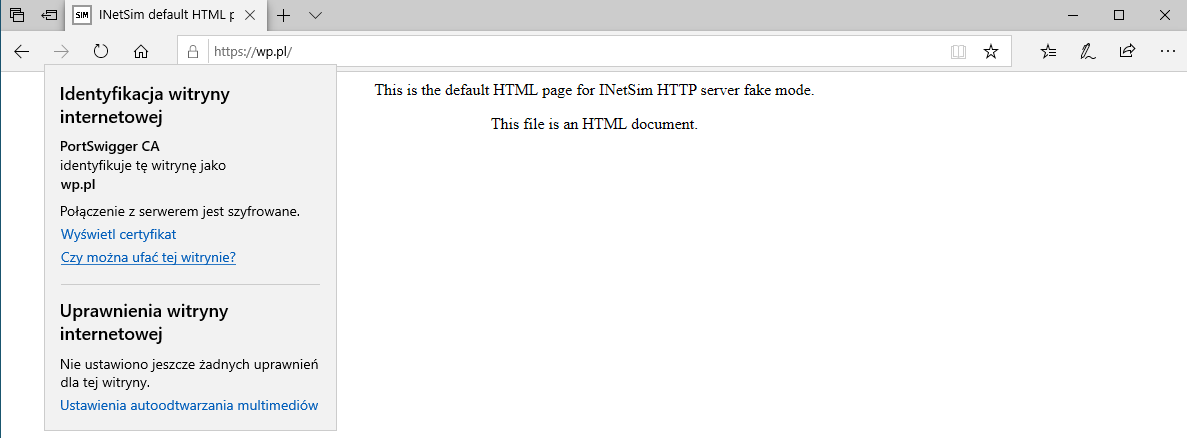 SIM INetSim default HTML p
https://wp.pl/
Identyfikacja witryny
internetowej
PortSwigger CA
identyfikuje tę witrynę jako
wp.pl
Połączenie z serwerem jest szyfrowane.
Wyświetl certyfikat
Czy można ufać tej witrynie?
Uprawnienia witryny
internetowej
Nie ustawiono jeszcze żadnych uprawnień
dla tej witryny.
Ustawienia autoodtwarzania multimediów
This is the default HTML page for INetSim HTTP server fake mode.
This file is an HTML document.